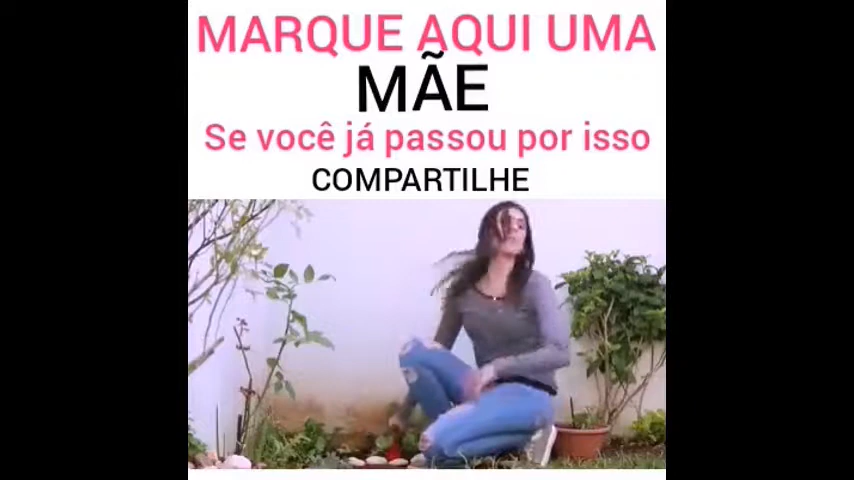 MARQUE AQUI UMA
MÃE
Se você já passou por isso
COMPARTILHE